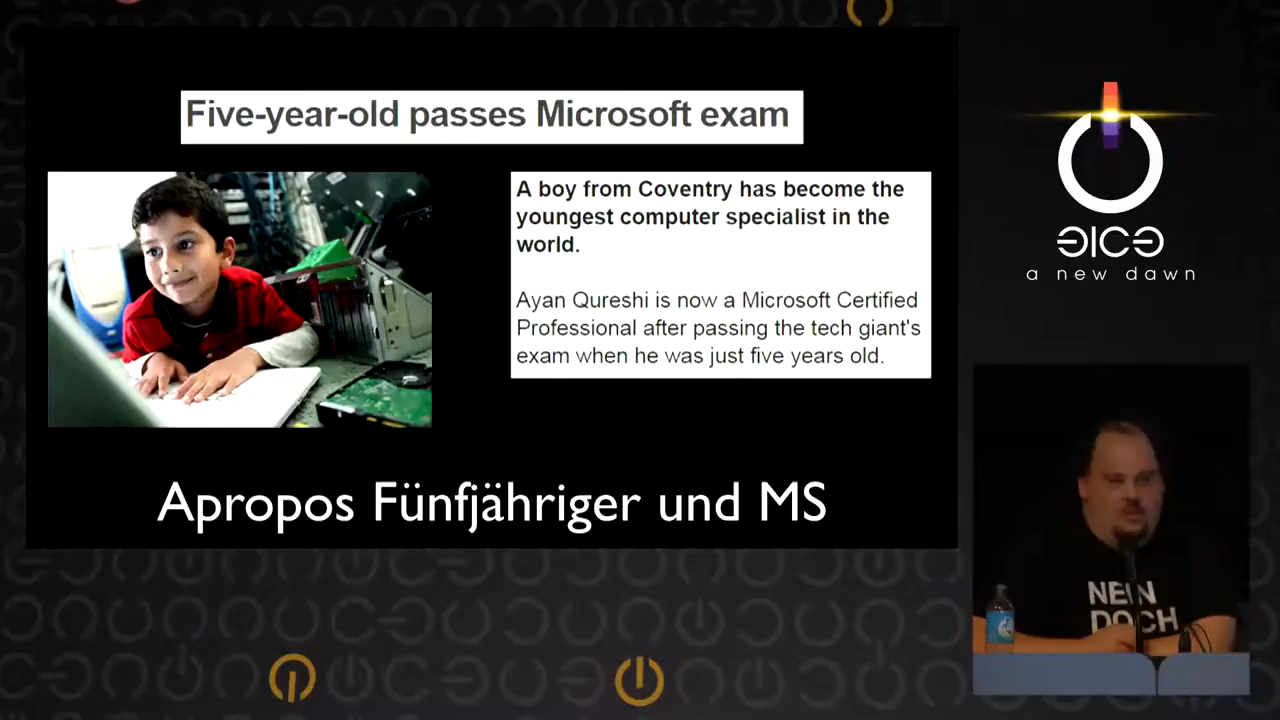 Five-year-old passes Microsoft exam
A boy from Coventry has become the
youngest computer specialist in the
world.
Ayan Qureshi is now a Microsoft Certified
Professional after passing the tech giant's
exam when he was just five years old.
Apropos Fünfjähriger und MS
a new dawn
NEIN
DOCH